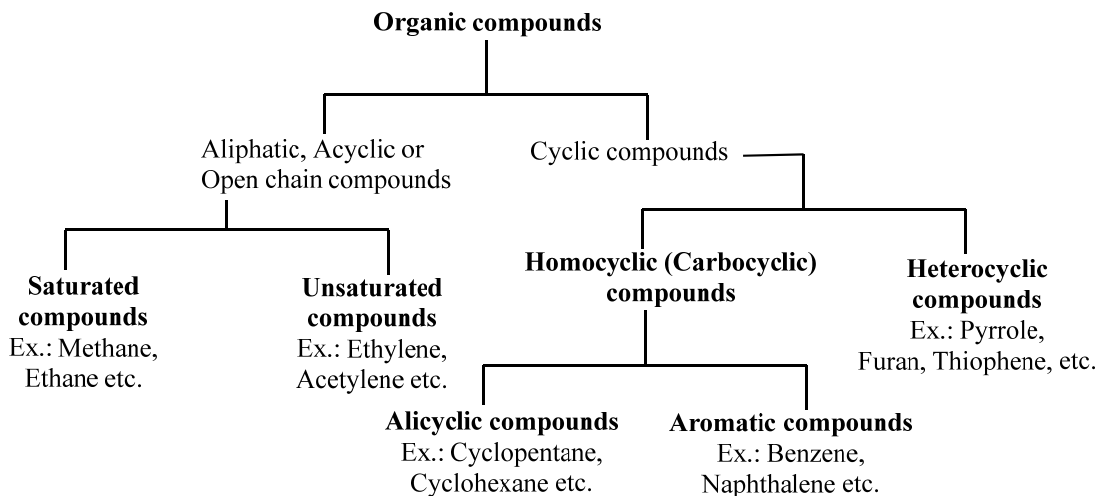 Organic compounds
Aliphatic, Acyclic or
Open chain compounds
Cyclic compounds
Saturated
compounds
Ex.: Methane,
Ethane etc.
Unsaturated
compounds
Ex.: Ethylene,
Acetylene etc.
Homocyclic (Carbocyclic)
compounds
Heterocyclic
compounds
Ex.: Pyrrole,
Furan, Thiophene, etc.
Alicyclic compounds
Ex.: Cyclopentane,
Cyclohexane etc.
Aromatic compounds
Ex.: Benzene,
Naphthalene etc.